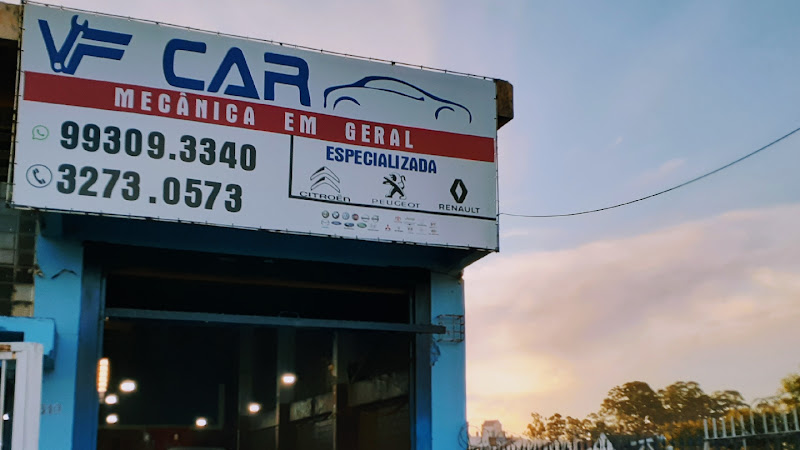 VF CAR
MECÂNICA EM GERAL
99309.3340
3273.0573
ESPECIALIZADA
CITROËN
PEUGEOT
RENAULT